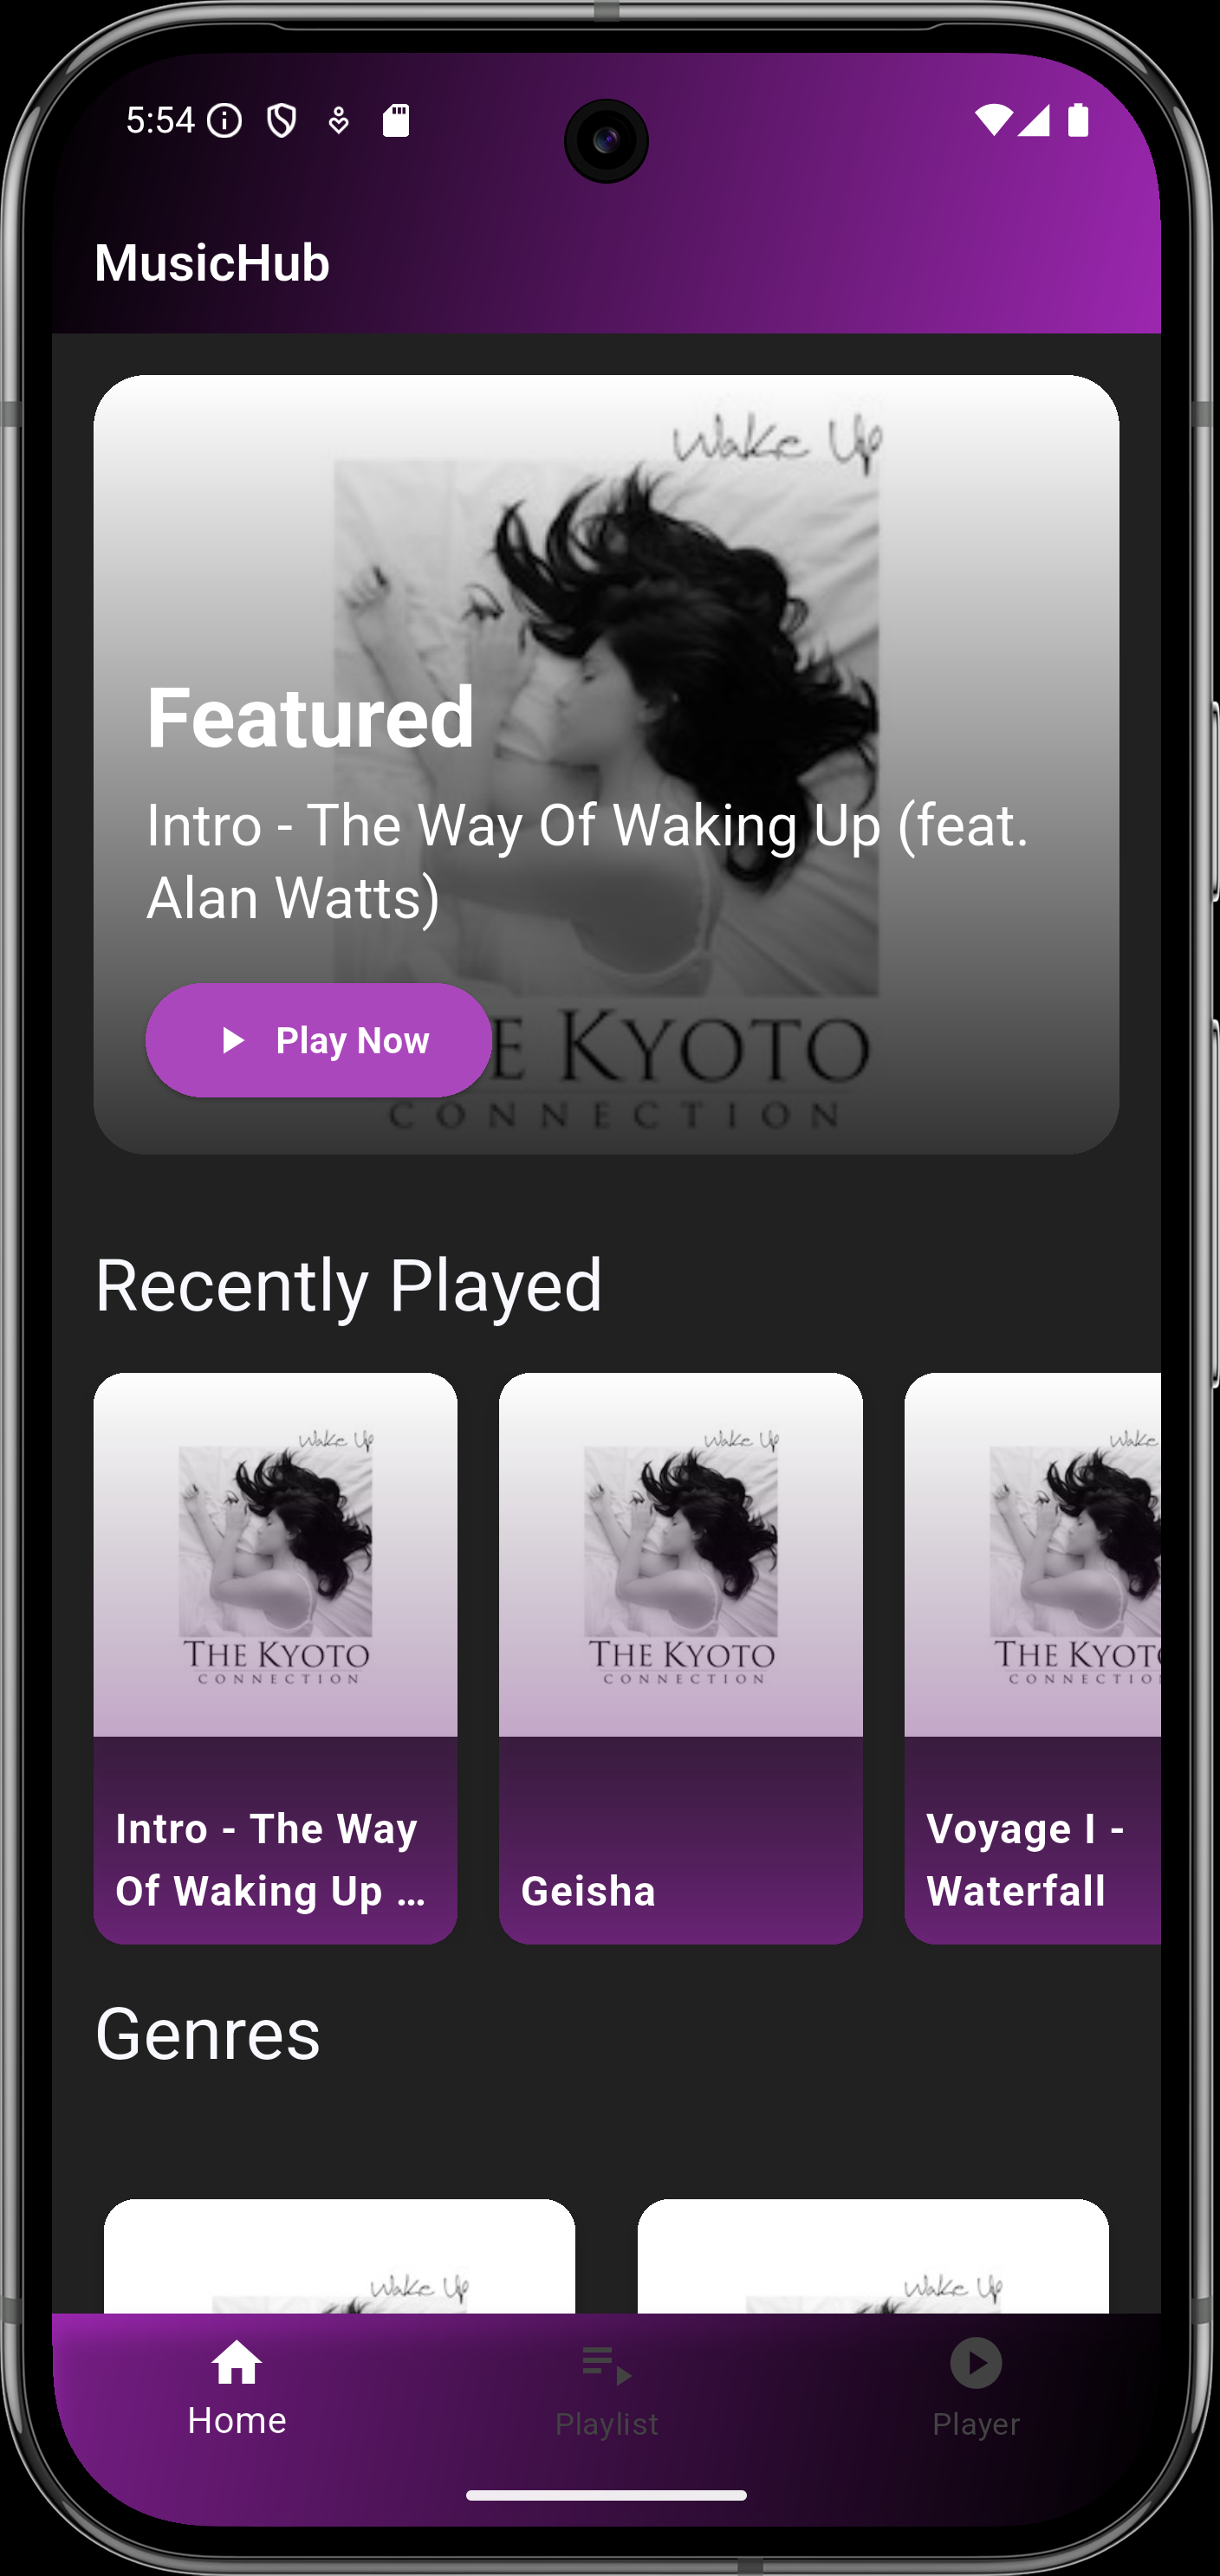 5:54
MusicHub
Wake Up
Featured
Intro - The Way Of Waking Up (feat.
Alan Watts)
Play Now
E KYOTO
CONNECTION
Recently Played
Wake Up
THE KYOTO
CONNECTION
Intro - The Way
Of Waking Up ...
Wake Up
THE KYOTO
CONNECTION
Geisha
Wake
THE KYOTO
CONNECTI
Voyage I -
Waterfall
Genres
Wake Up
Wake Up
Home
Playlist
Player